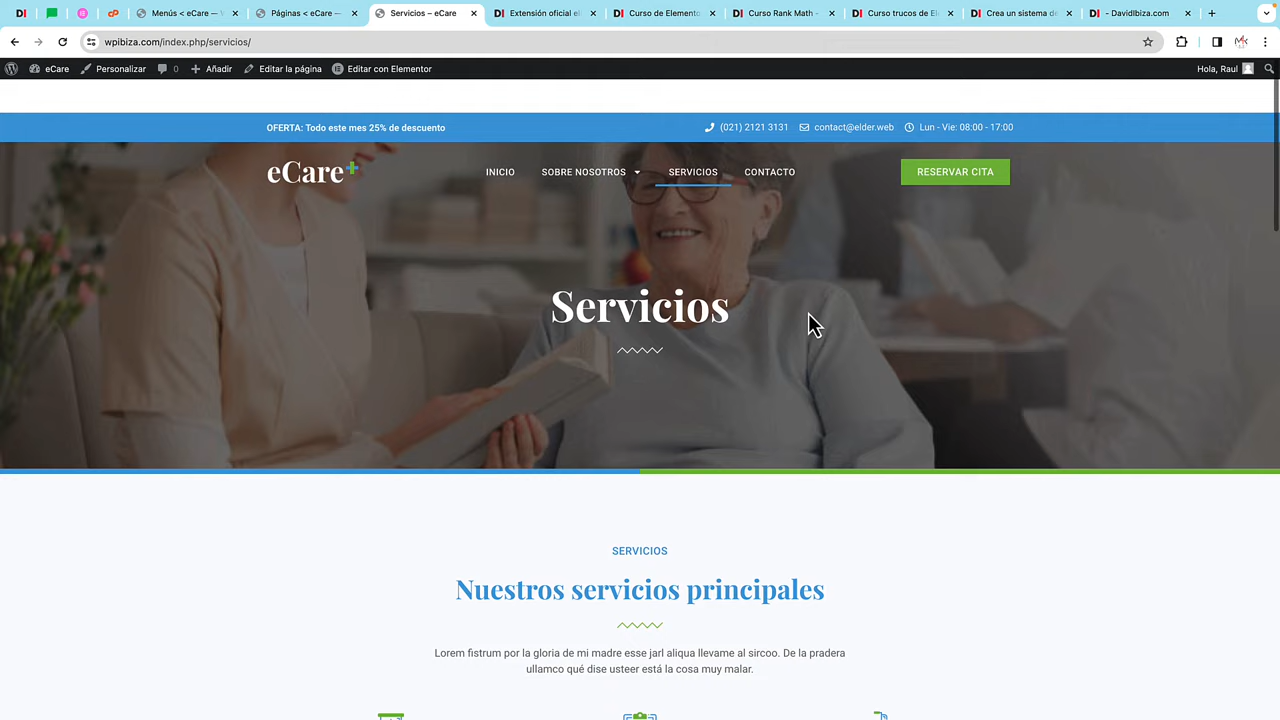 Menús < eCare — W
Páginas < eCare —
Servicios – eCare
Extensión oficial el
Curso de Elemento
Curso Rank Math -
Curso trucos de El
Crea un sistema de
- DavidIbiza.com
wpibiza.com/index.php/servicios/
eCare
Personalizar
0
Añadir
Editar la página
Editar con Elementor
Hola, Raul
OFERTA: Todo este mes 25% de descuento
(021) 2121 3131
contact@elder.web
Lun - Vie: 08:00 - 17:00
eCare+
INICIO
SOBRE NOSOTROS
SERVICIOS
CONTACTO
RESERVAR CITA
Servicios
SERVICIOS
Nuestros servicios principales
Lorem fistrum por la gloria de mi madre esse jarl aliqua llevame al sircoo. De la pradera
ullamco qué dise usteer está la cosa muy malar.